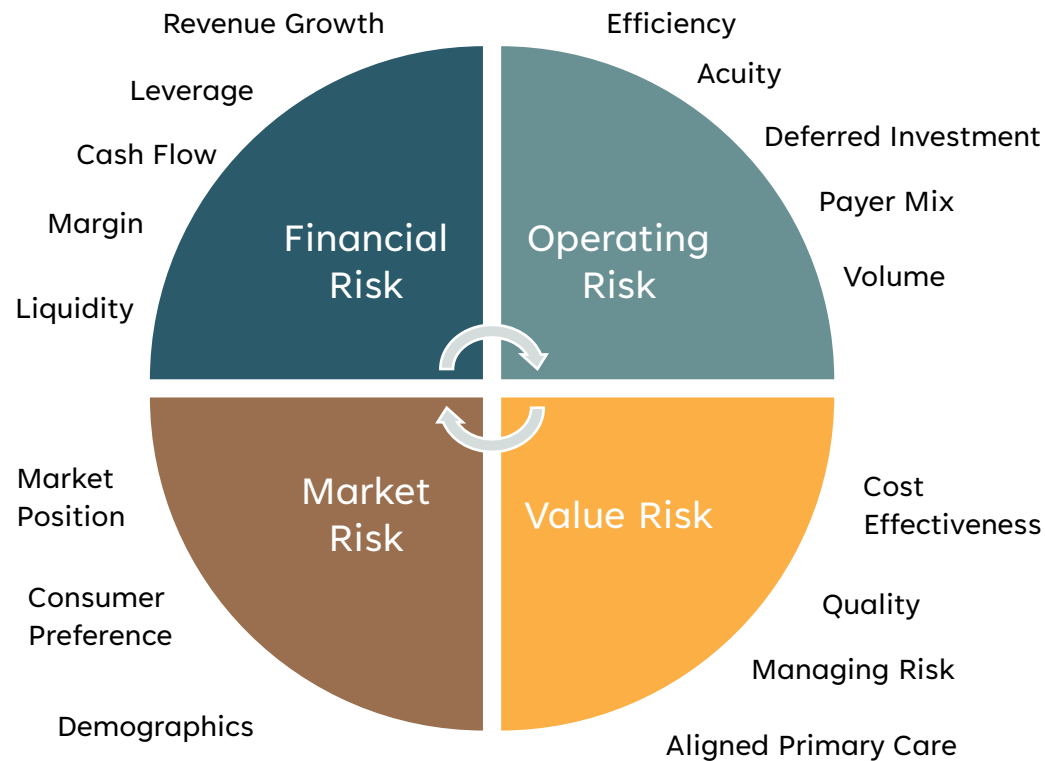 Revenue Growth
Leverage
Cash Flow
Margin
Liquidity
Financial
Risk
Efficiency
Acuity
Deferred Investment
Payer Mix
Volume
Operating
Risk
Market
Position
Consumer
Preference
Demographics
Market
Risk
Value Risk
Cost
Effectiveness
Quality
Managing Risk
Aligned Primary Care